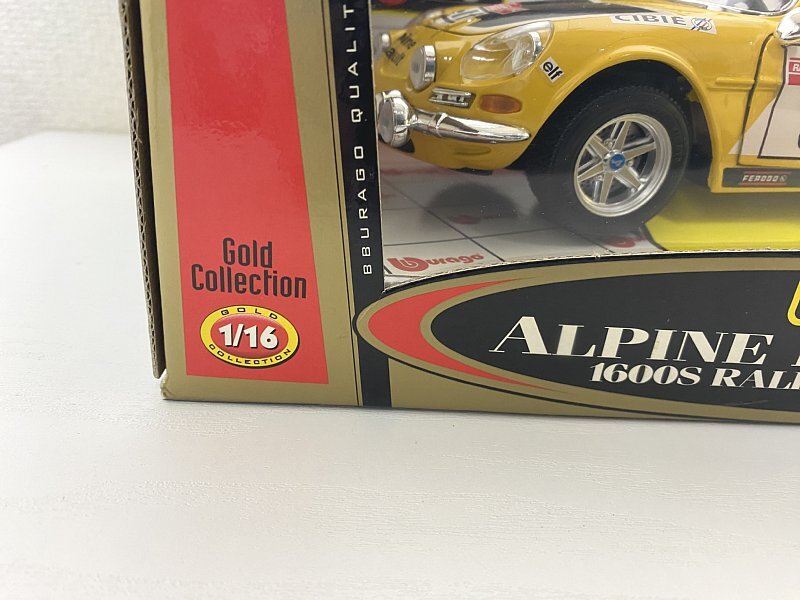 CIBIE
elf
FERODO
BBURAGO QUALIT
burago
Gold
Collection
GOLD
1/16
COLLECTION
ALPINE
1600S RAL